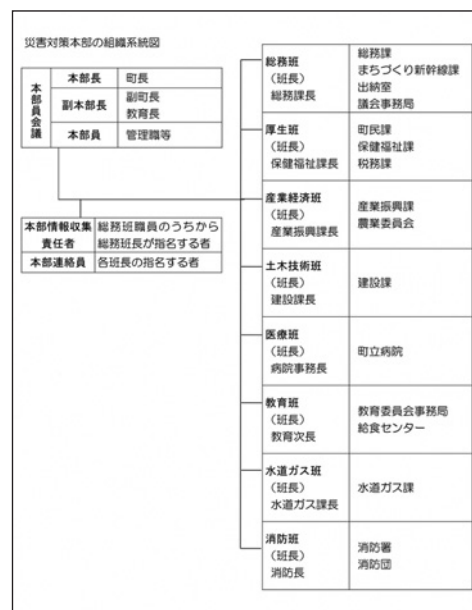 災害対策本部の組織系統図
本部員会議
本部長 町長
副本部長 副町長
教育長
本部員 管理職等
本部情報収集
責任者
総務班職員のうちから
総務班長が指名する者
本部連絡員 各班長の指名する者
総務班
（班長）
総務課長
総務課
まちづくり新幹線課
出納室
議会事務局
厚生班
（班長）
保健福祉課長
町民課
保健福祉課
税務課
産業経済班
（班長）
産業振興課長
産業振興課
農業委員会
土木技術班
（班長）
建設課長
建設課
医療班
（班長）
病院事務長
町立病院
教育班
（班長）
教育次長
教育委員会事務局
給食センター
水道ガス班
（班長）
水道ガス課長
水道ガス課
消防班
（班長）
消防長
消防署
消防団